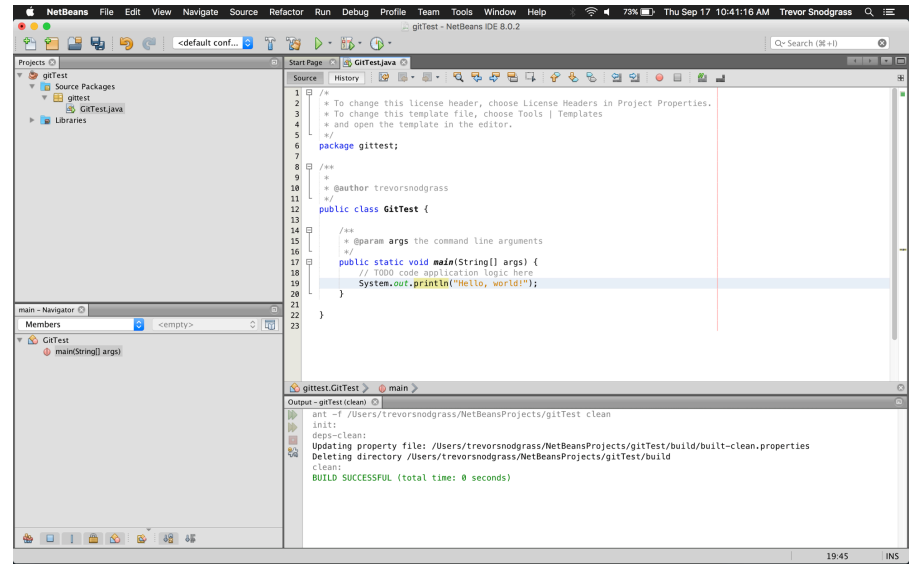 NetBeans File Edit View Navigate Source Refactor Run Debug Profile Team Tools Window Help 73% Thu Sep 17 10:41:16 AM Trevor Snodgrass
gitTest - NetBeans IDE 8.0.2
<default conf... Search (⌘+I)
Projects
gitTest
Source Packages
gittest
GitTest.java
Libraries
Start Page GitTest.java
Source History
1 /*
2 * To change this license header, choose License Headers in Project Properties.
3 * To change this template file, choose Tools | Templates
4 * and open the template in the editor.
5 */
6 package gittest;
7
8 /**
9 *
10 * @author trevorsnodgrass
11 */
12 public class GitTest {
13
14 /**
15 * @param args the command line arguments
16 */
17 public static void main(String[] args) {
18 // TODO code application logic here
19 System.out.println("Hello, world!");
20 }
21
22 }
23
gittest.GitTest main
main - Navigator
Members <empty>
GitTest
main(String[] args)
Output - gitTest (clean)
ant -f /Users/trevorsnodgrass/NetBeansProjects/gitTest clean
init:
deps-clean:
Updating property file: /Users/trevorsnodgrass/NetBeansProjects/gitTest/build/built-clean.properties
Deleting directory /Users/trevorsnodgrass/NetBeansProjects/gitTest/build
clean:
BUILD SUCCESSFUL (total time: 0 seconds)
19:45 INS